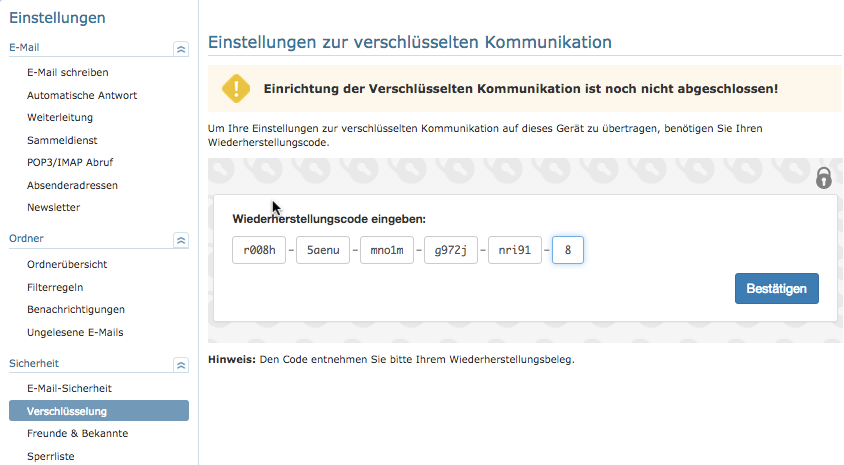 Einstellungen
E-Mail
E-Mail schreiben
Automatische Antwort
Weiterleitung
Sammeldienst
POP3/IMAP Abruf
Absenderadressen
Newsletter
Ordner
Ordnerübersicht
Filterregeln
Benachrichtigungen
Ungelesene E-Mails
Sicherheit
E-Mail-Sicherheit
Verschlüsselung
Freunde & Bekannte
Sperrliste
Einstellungen zur verschlüsselten Kommunikation
Einrichtung der Verschlüsselten Kommunikation ist noch nicht abgeschlossen!
Um Ihre Einstellungen zur verschlüsselten Kommunikation auf dieses Gerät zu übertragen, benötigen Sie Ihren
Wiederherstellungscode.
Wiederherstellungscode eingeben:
r008h – 5aenu – mno1m – g972j – nri91 – 8
Bestätigen
Hinweis: Den Code entnehmen Sie bitte Ihrem Wiederherstellungsbeleg.